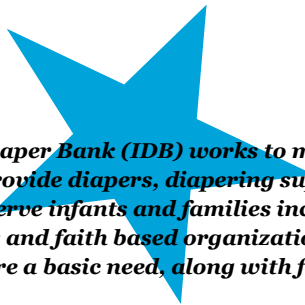 aper Bank (IDB) works to m
rovide diapers, diapering su
erve infants and families inc
and faith based organizatio
re a basic need, along with f